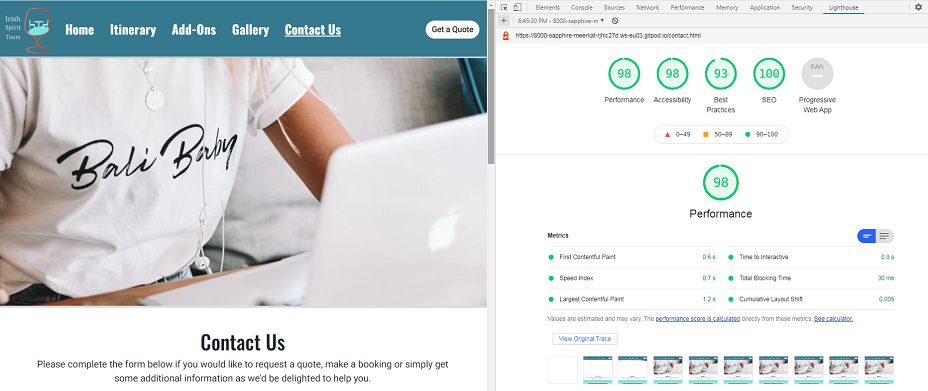 Irish
Spirit
Tours
Home
Itinerary
Add-Ons
Gallery
Contact Us
Get a Quote
Bali Baby
Contact Us
Please complete the form below if you would like to request a quote, make a booking or simply get
some additional information as we'd be delighted to help you.
Elements
Console
Sources
Network
Performance
Memory
Application
Security
Lighthouse
6:45:30 PM - 8000-sapphire-m
https://8000-sapphire-meerkat-rjhlc27d.ws-eu03.gitpod.io/contact.html
98
98
93
100
PWA
Performance
Accessibility
Best
Practices
SEO
Progressive
Web App
0–49
50–89
90–100
98
Performance
Metrics
First Contentful Paint
0.6 s
Time to Interactive
0.8 s
Speed Index
0.7 s
Total Blocking Time
30 ms
Largest Contentful Paint
1.2 s
Cumulative Layout Shift
0.005
Values are estimated and may vary. The performance score is calculated directly from these metrics. See calculator.
View Original Trace